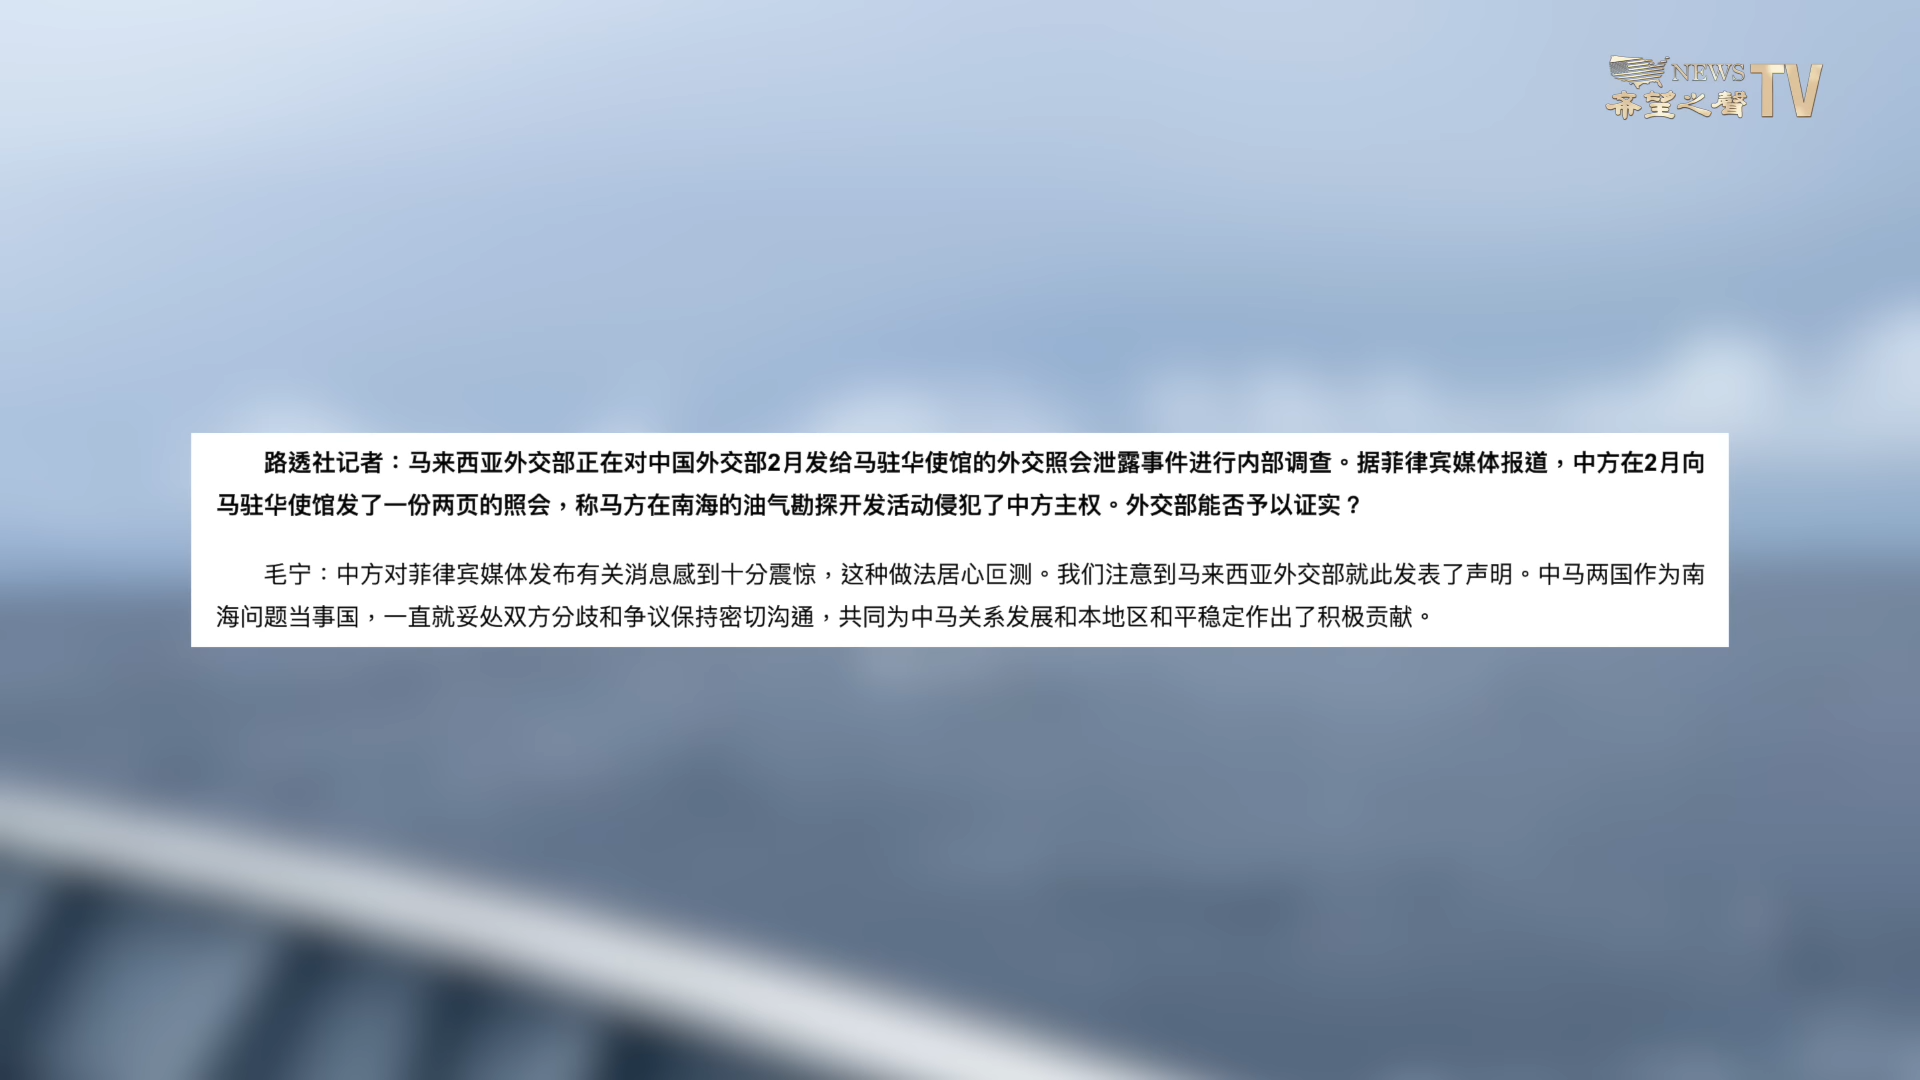 NEWS
希望之聲TV
路透社记者：马来西亚外交部正在对中国外交部2月发给马驻华使馆的外交照会泄露事件进行内部调查。据菲律宾媒体报道，中方在2月向
马驻华使馆发了一份两页的照会，称马方在南海的油气勘探开发活动侵犯了中方主权。外交部能否予以证实？
毛宁：中方对菲律宾媒体发布有关消息感到十分震惊，这种做法居心叵测。我们注意到马来西亚外交部就此发表了声明。中马两国作为南
海问题当事国，一直就妥处双方分歧和争议保持密切沟通，共同为中马关系发展和本地区和平稳定作出了积极贡献。